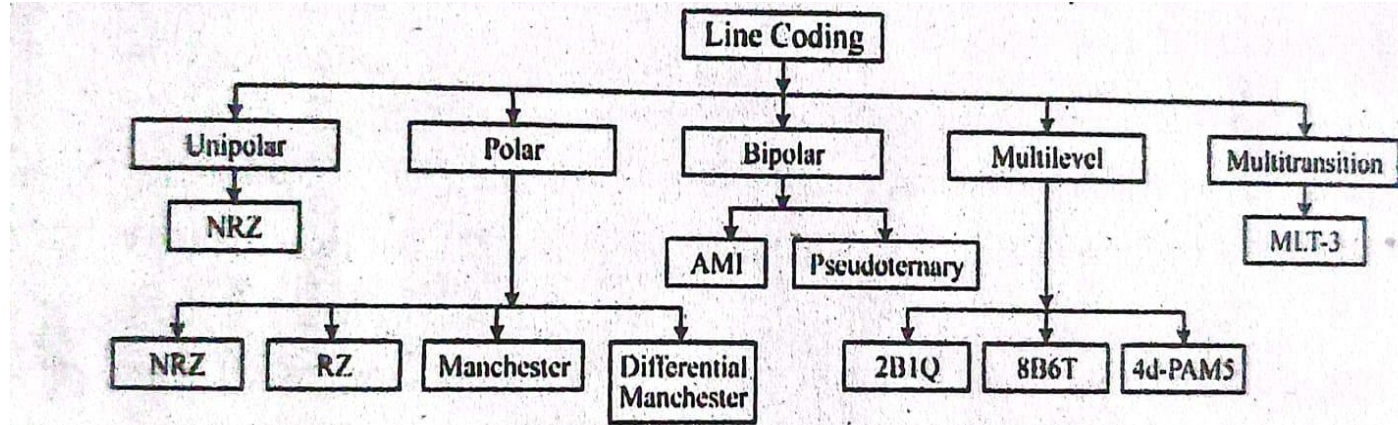 Line Coding
Unipolar
Polar
Bipolar
Multilevel
Multitransition
NRZ
AMI
Pseudoternary
MLT-3
NRZ
RZ
Manchester
Differential
Manchester
2B1Q
8B6T
4d-PAM5